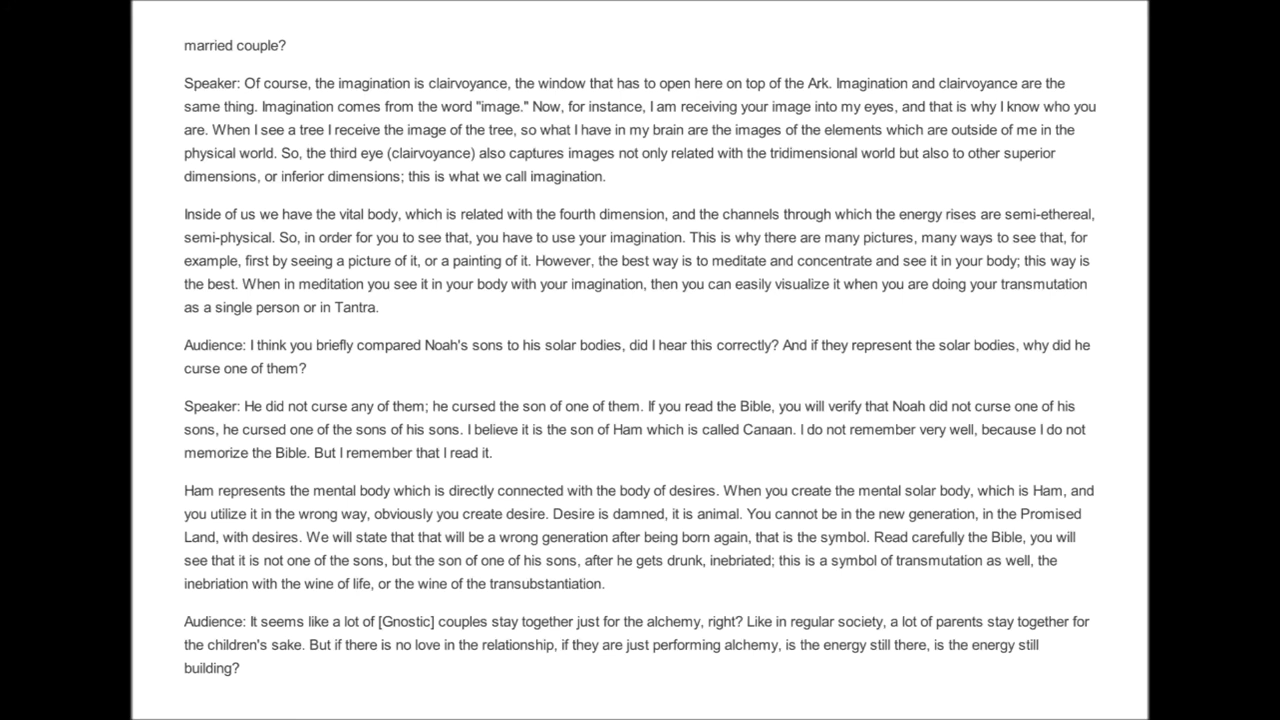 married couple?
Speaker: Of course, the imagination is clairvoyance, the window that has to open here on top of the Ark. Imagination and clairvoyance are the
same thing. Imagination comes from the word "image." Now, for instance, I am receiving your image into my eyes, and that is why I know who you
are. When I see a tree I receive the image of the tree, so what I have in my brain are the images of the elements which are outside of me in the
physical world. So, the third eye (clairvoyance) also captures images not only related with the tridimensional world but also to other superior
dimensions, or inferior dimensions; this is what we call imagination.
Inside of us we have the vital body, which is related with the fourth dimension, and the channels through which the energy rises are semi-ethereal,
semi-physical. So, in order for you to see that, you have to use your imagination. This is why there are many pictures, many ways to see that, for
example, first by seeing a picture of it, or a painting of it. However, the best way is to meditate and concentrate and see it in your body; this way is
the best. When in meditation you see it in your body with your imagination, then you can easily visualize it when you are doing your transmutation
as a single person or in Tantra.
Audience: I think you briefly compared Noah's sons to his solar bodies, did I hear this correctly? And if they represent the solar bodies, why did he
curse one of them?
Speaker: He did not curse any of them; he cursed the son of one of them. If you read the Bible, you will verify that Noah did not curse one of his
sons, he cursed one of the sons of his sons. I believe it is the son of Ham which is called Canaan. I do not remember very well, because I do not
memorize the Bible. But I remember that I read it.
Ham represents the mental body which is directly connected with the body of desires. When you create the mental solar body, which is Ham, and
you utilize it in the wrong way, obviously you create desire. Desire is damned, it is animal. You cannot be in the new generation, in the Promised
Land, with desires. We will state that that will be a wrong generation after being born again, that is the symbol. Read carefully the Bible, you will
see that it is not one of the sons, but the son of one of his sons, after he gets drunk, inebriated; this is a symbol of transmutation as well, the
inebriation with the wine of life, or the wine of the transubstantiation.
Audience: It seems like a lot of [Gnostic] couples stay together just for the alchemy, right? Like in regular society, a lot of parents stay together for
the children's sake. But if there is no love in the relationship, if they are just performing alchemy, is the energy still there, is the energy still
building?